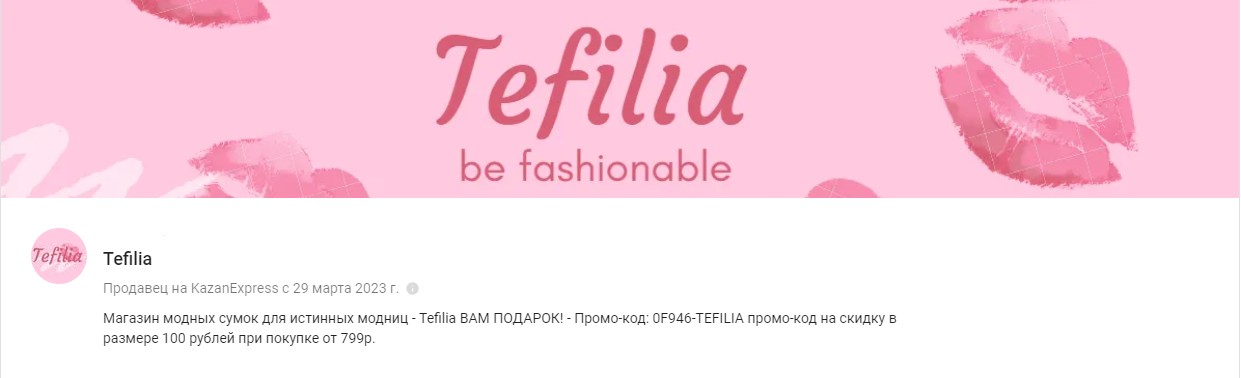 Tefilia
be fashionable
Tefilia
Tefilia
Продавец на KazanExpress с 29 марта 2023 г.
Магазин модных сумок для истинных модниц - Tefilia ВАМ ПОДАРОК! - Промо-код: 0F946-TEFILIA промо-код на скидку в
размере 100 рублей при покупке от 799р.